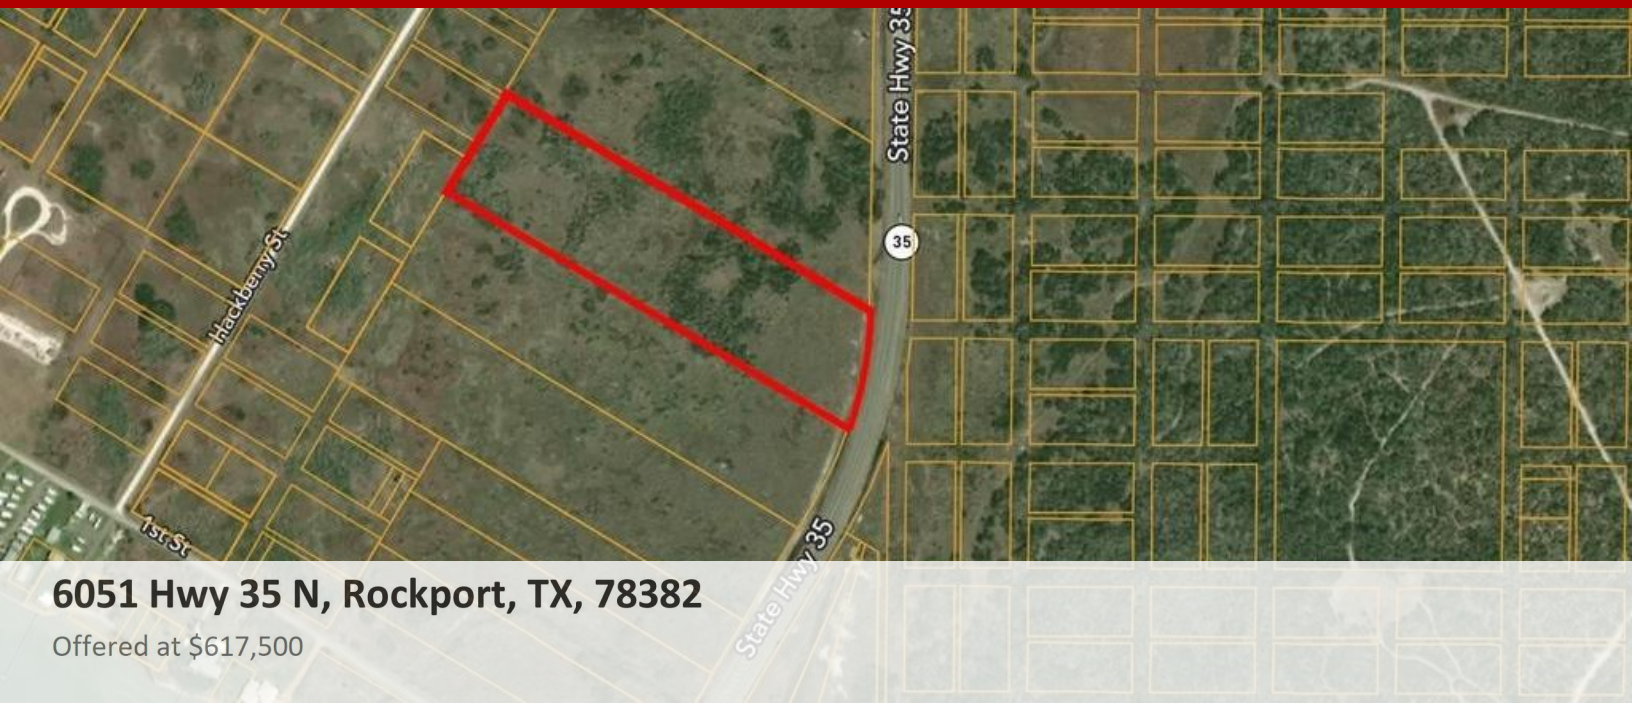 State Hwy 35
35
Hackberry St
1st St
State Hwy 35
6051 Hwy 35 N, Rockport, TX, 78382
Offered at $617,500